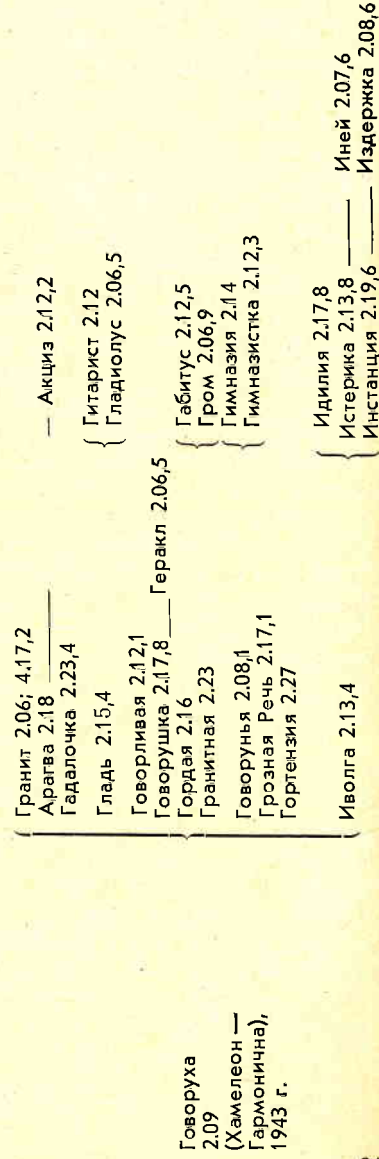 Говоруха
2.09
(Хамелеон —
Гармонична),
1943 г.
Гранит 2.06; 4.17,2
Арагва 2.18 — Акциз 2.12,2
Гадалочка 2.23,4
Гладь 2.15,4
Гитарист 2.12
Гладиолус 2.06,5
Говорливая 2.12,1
Говорушка 2.17,8 Геракл 2.06,5
Гордая 2.16
Гранитная 2.23
Габитус 2.12,5
Гром 2.06,9
Гимназия 2.14
Гимназистка 2.12,3
Говорунья 2.08,1
Грозная Речь 2.17,1
Гортензия 2.27
Иволга 2.13,4
Идилия 2.17,8
Истерика 2.13,8 — Иней 2.07,6
Инстанция 2.19,6 — Издержка 2.08,6